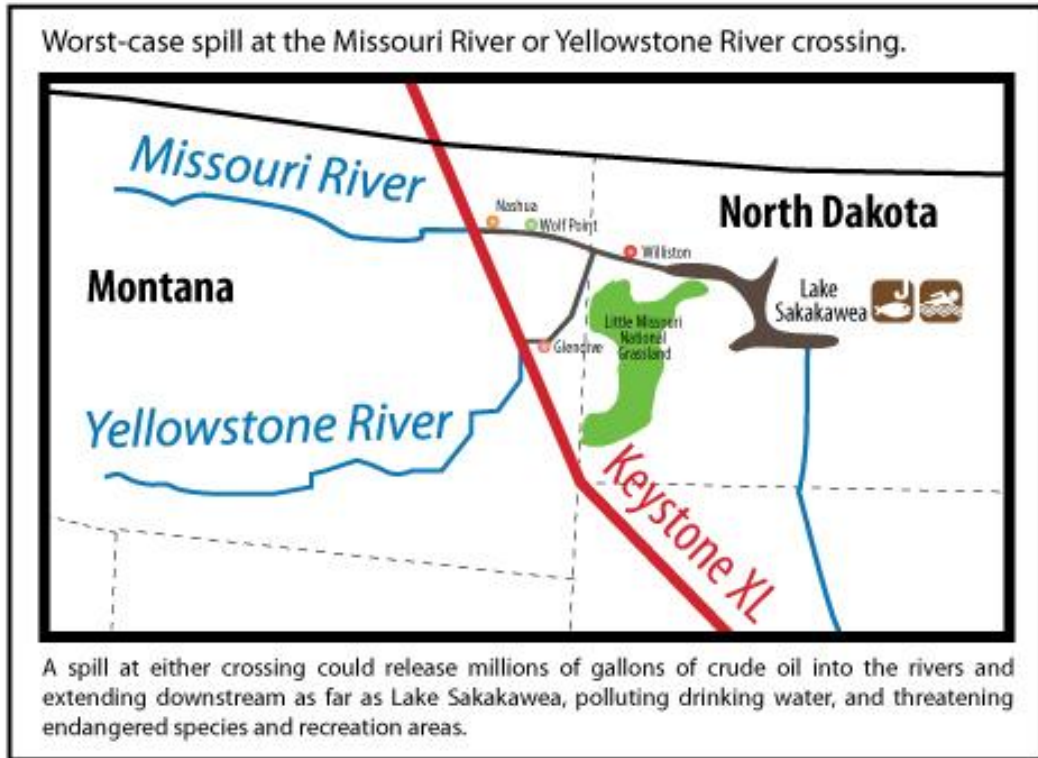 Worst-case spill at the Missouri River or Yellowstone River crossing.
Missouri River
Nashua
Wolf Point
North Dakota
Williston
Montana
Lake
Sakakawea
Little Missouri
National
Grassland
Glendive
Yellowstone River
Keystone XL
A spill at either crossing could release millions of gallons of crude oil into the rivers and
extending downstream as far as Lake Sakakawea, polluting drinking water, and threatening
endangered species and recreation areas.